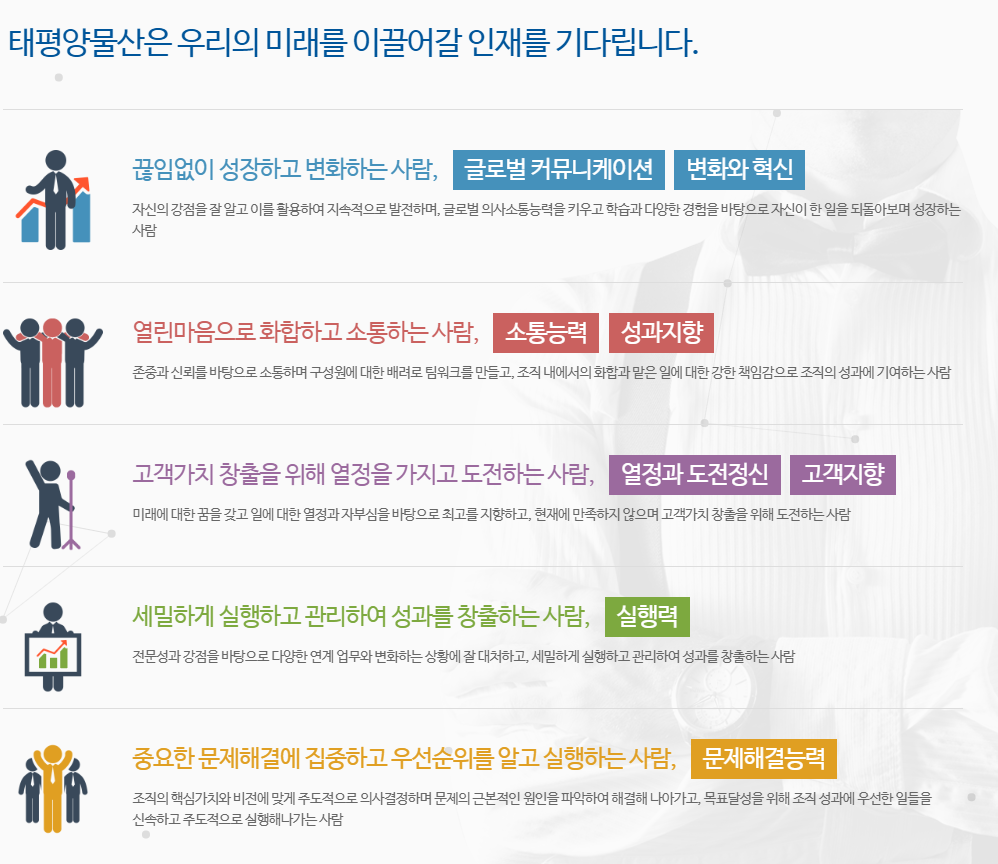 태평양물산은 우리의 미래를 이끌어갈 인재를 기다립니다.
끊임없이 성장하고 변화하는 사람, 글로벌 커뮤니케이션 변화와 혁신
자신의 강점을 잘 알고 이를 활용하여 지속적으로 발전하며, 글로벌 의사소통능력을 키우고 학습과 다양한 경험을 바탕으로 자신이 한 일을 되돌아보며 성장하는
사람
열린마음으로 화합하고 소통하는 사람, 소통능력 성과지향
존중과 신뢰를 바탕으로 소통하며 구성원에 대한 배려로 팀워크를 만들고, 조직 내에서의 화합과 맡은 일에 대한 강한 책임감으로 조직의 성과에 기여하는 사람
고객가치 창출을 위해 열정을 가지고 도전하는 사람, 열정과 도전정신 고객지향
미래에 대한 꿈을 갖고 일에 대한 열정과 자부심을 바탕으로 최고를 지향하고, 현재에 만족하지 않으며 고객가치 창출을 위해 도전하는 사람
세밀하게 실행하고 관리하여 성과를 창출하는 사람, 실행력
전문성과 강점을 바탕으로 다양한 연계 업무와 변화하는 상황에 잘 대처하고, 세밀하게 실행하고 관리하여 성과를 창출하는 사람
중요한 문제해결에 집중하고 우선순위를 알고 실행하는 사람, 문제해결능력
조직의 핵심가치와 비전에 맞게 주도적으로 의사결정하며 문제의 근본적인 원인을 파악하여 해결해 나아가고, 목표달성을 위해 조직 성과에 우선한 일들을
신속하고 주도적으로 실행해나가는 사람